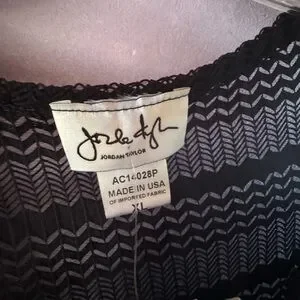 JORDAN TAYLOR
AC14028P
MADE IN USA
OF IMPORTED FABRIC
XL